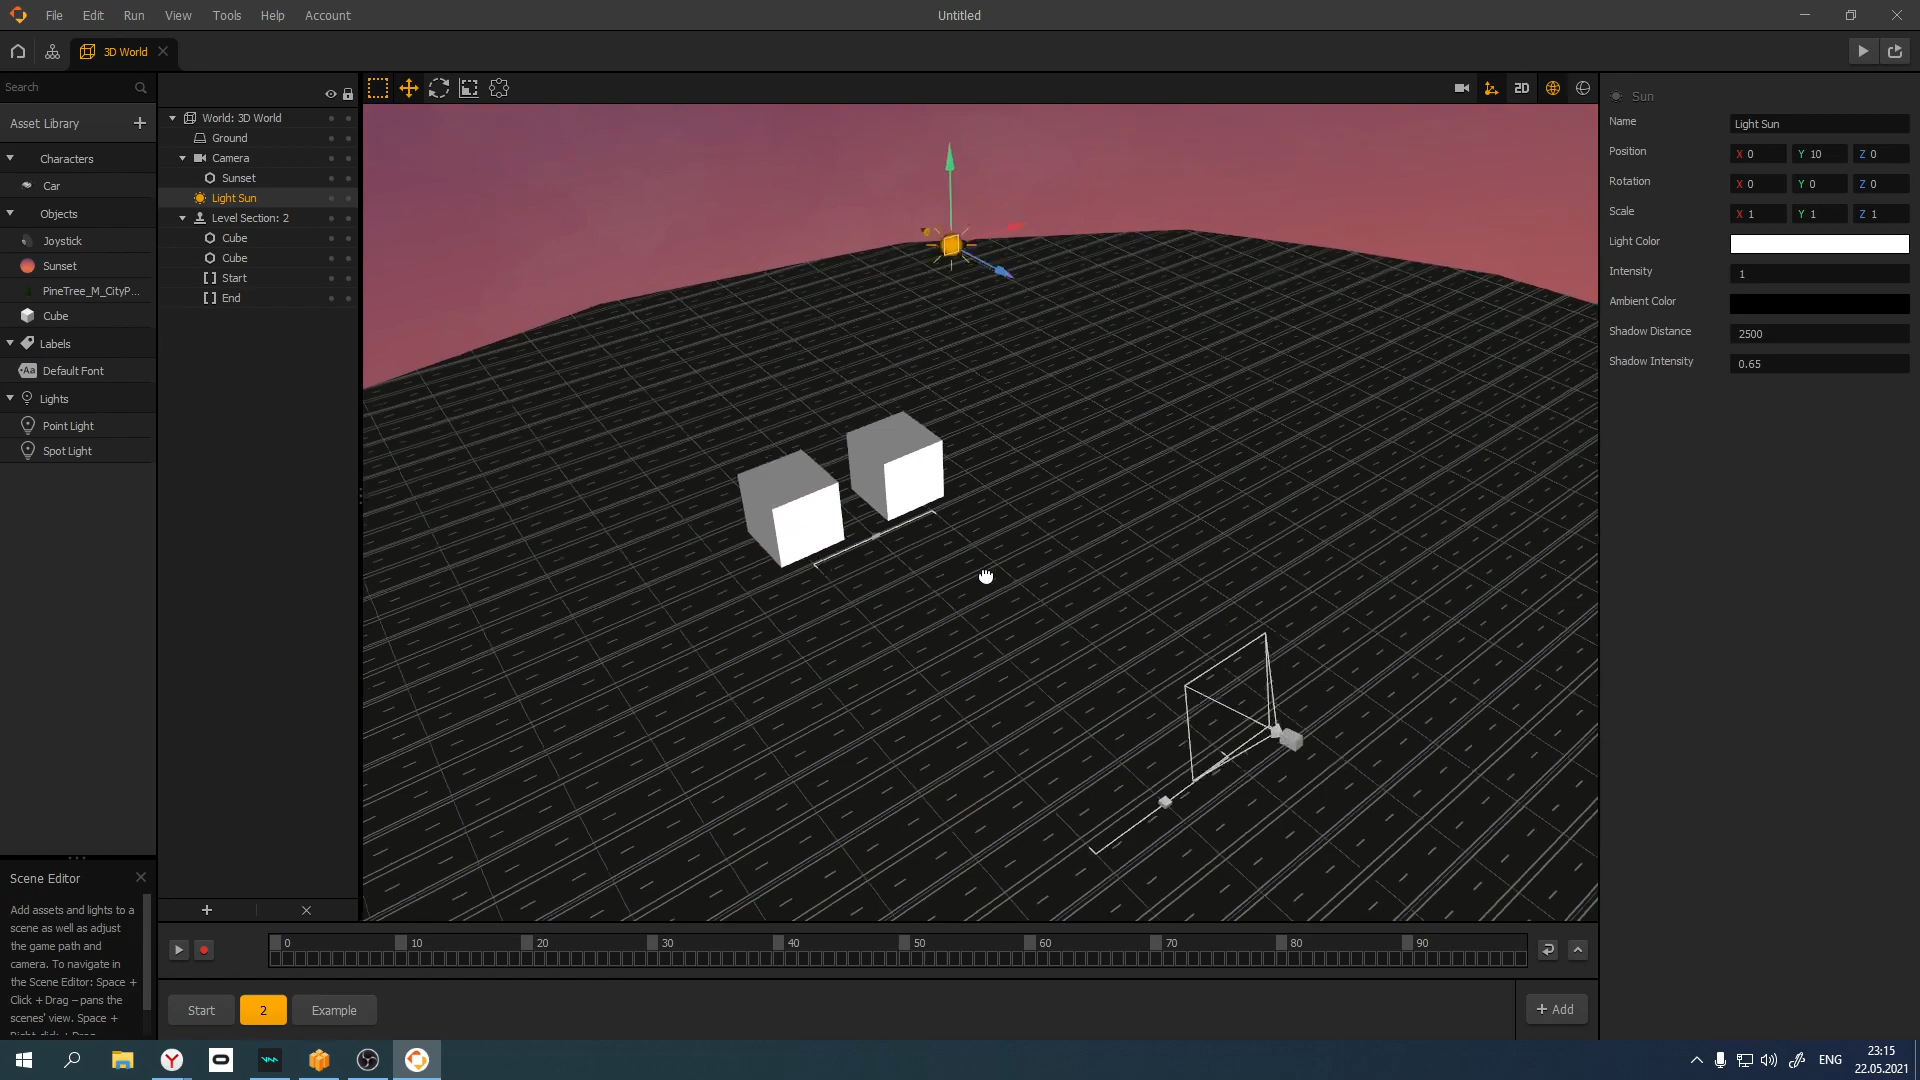 File Edit Run View Tools Help Account
Untitled
3D World
Search
Asset Library
Characters
Car
Objects
Joystick
Sunset
PineTree_M_CityP...
Cube
Labels
Aa Default Font
Lights
Point Light
Spot Light
World: 3D World
Ground
Camera
Sunset
Light Sun
Level Section: 2
Cube
Cube
Start
End
2D
Sun
Name Light Sun
Position X 0 Y 10 Z 0
Rotation X 0 Y 0 Z 0
Scale X 1 Y 1 Z 1
Light Color
Intensity 1
Ambient Color
Shadow Distance 2500
Shadow Intensity 0.65
Scene Editor
Add assets and lights to a
scene as well as adjust
the game path and
camera. To navigate in
the Scene Editor: Space +
Click + Drag – pans the
scenes' view. Space +
Right-click + Drag
0 10 20 30 40 50 60 70 80 90
Start 2 Example
+ Add
ENG
23:15
22.05.2021